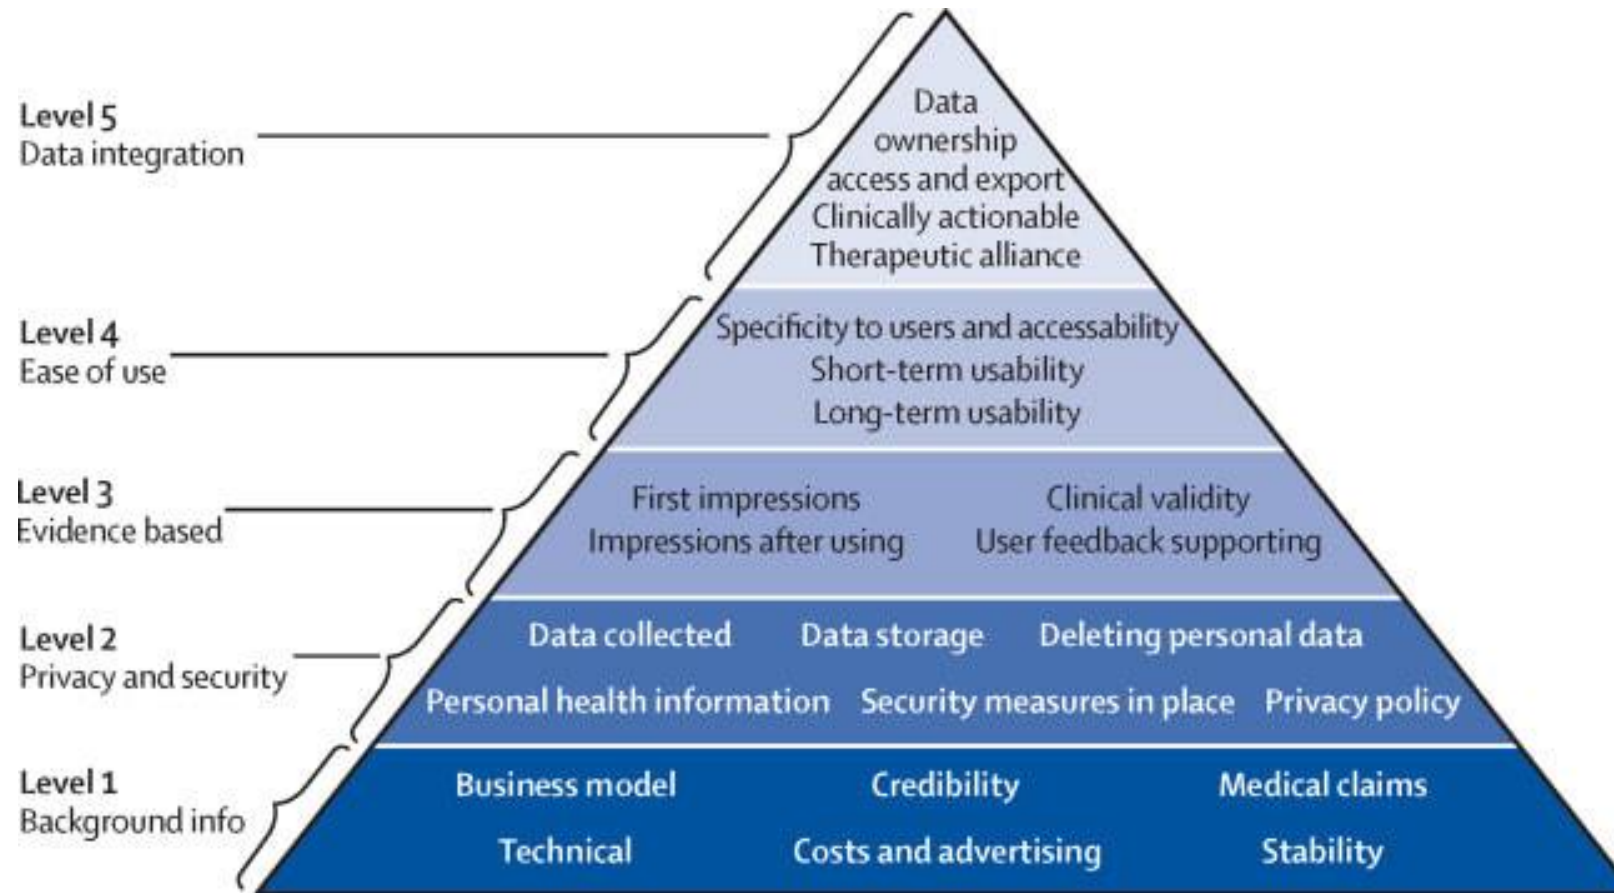 Level 5
Data integration
Data
ownership
access and export
Clinically actionable
Therapeutic alliance
Level 4
Ease of use
Specificity to users and accessability
Short-term usability
Long-term usability
Level 3
Evidence based
First impressions Clinical validity
Impressions after using User feedback supporting
Level 2
Privacy and security
Data collected Data storage Deleting personal data
Personal health information Security measures in place Privacy policy
Level 1
Background info
Business model Credibility Medical claims
Technical Costs and advertising Stability